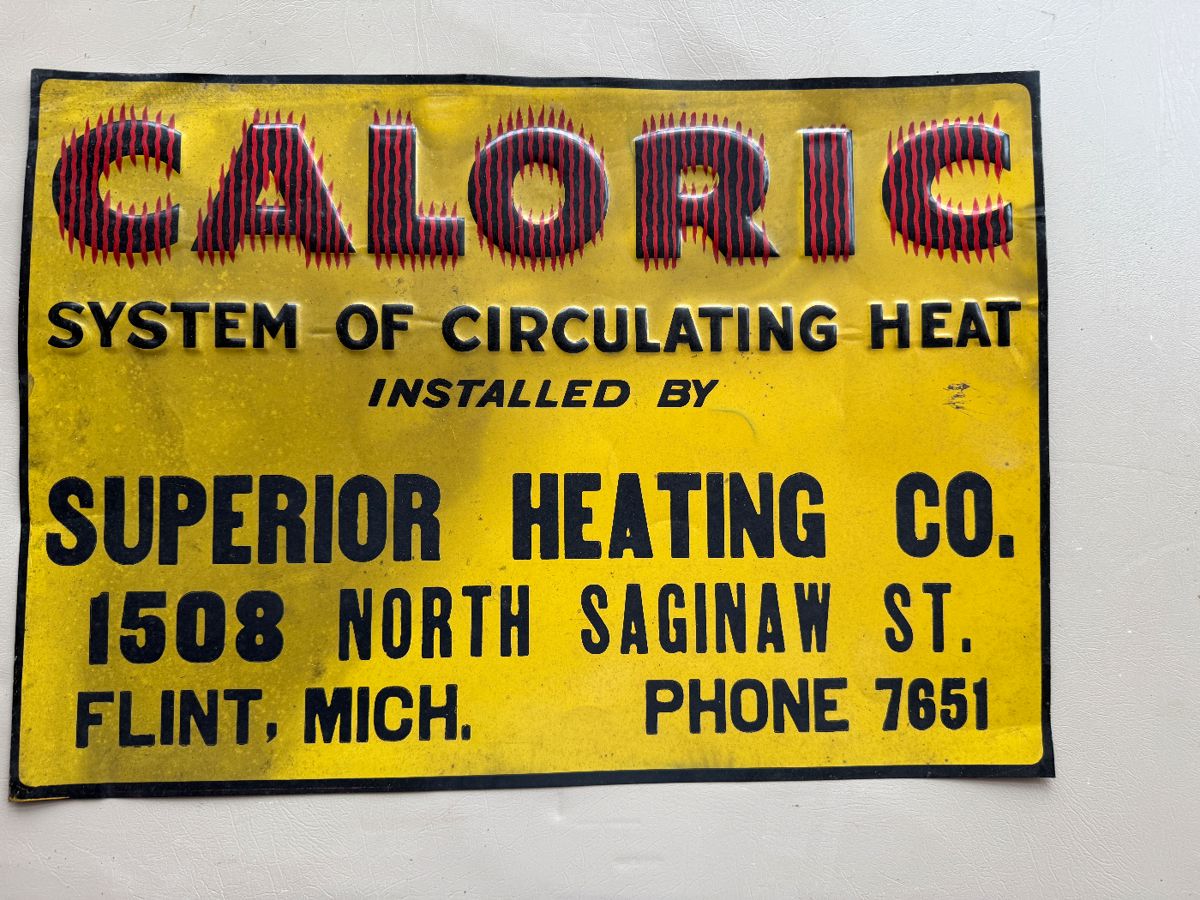 CALORIC
SYSTEM OF CIRCULATING HEAT
INSTALLED BY
SUPERIOR HEATING CO.
1508 NORTH SAGINAW ST.
FLINT, MICH. PHONE 7651